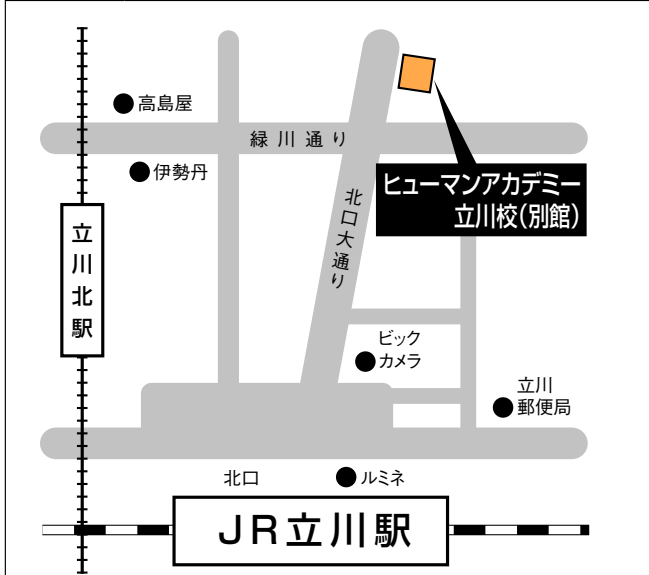 高島屋
緑川通り
伊勢丹
ヒューマンアカデミー
立川校(別館)
北口大通り
立川北駅
ビック
カメラ
立川
郵便局
北口
ルミネ
JR立川駅